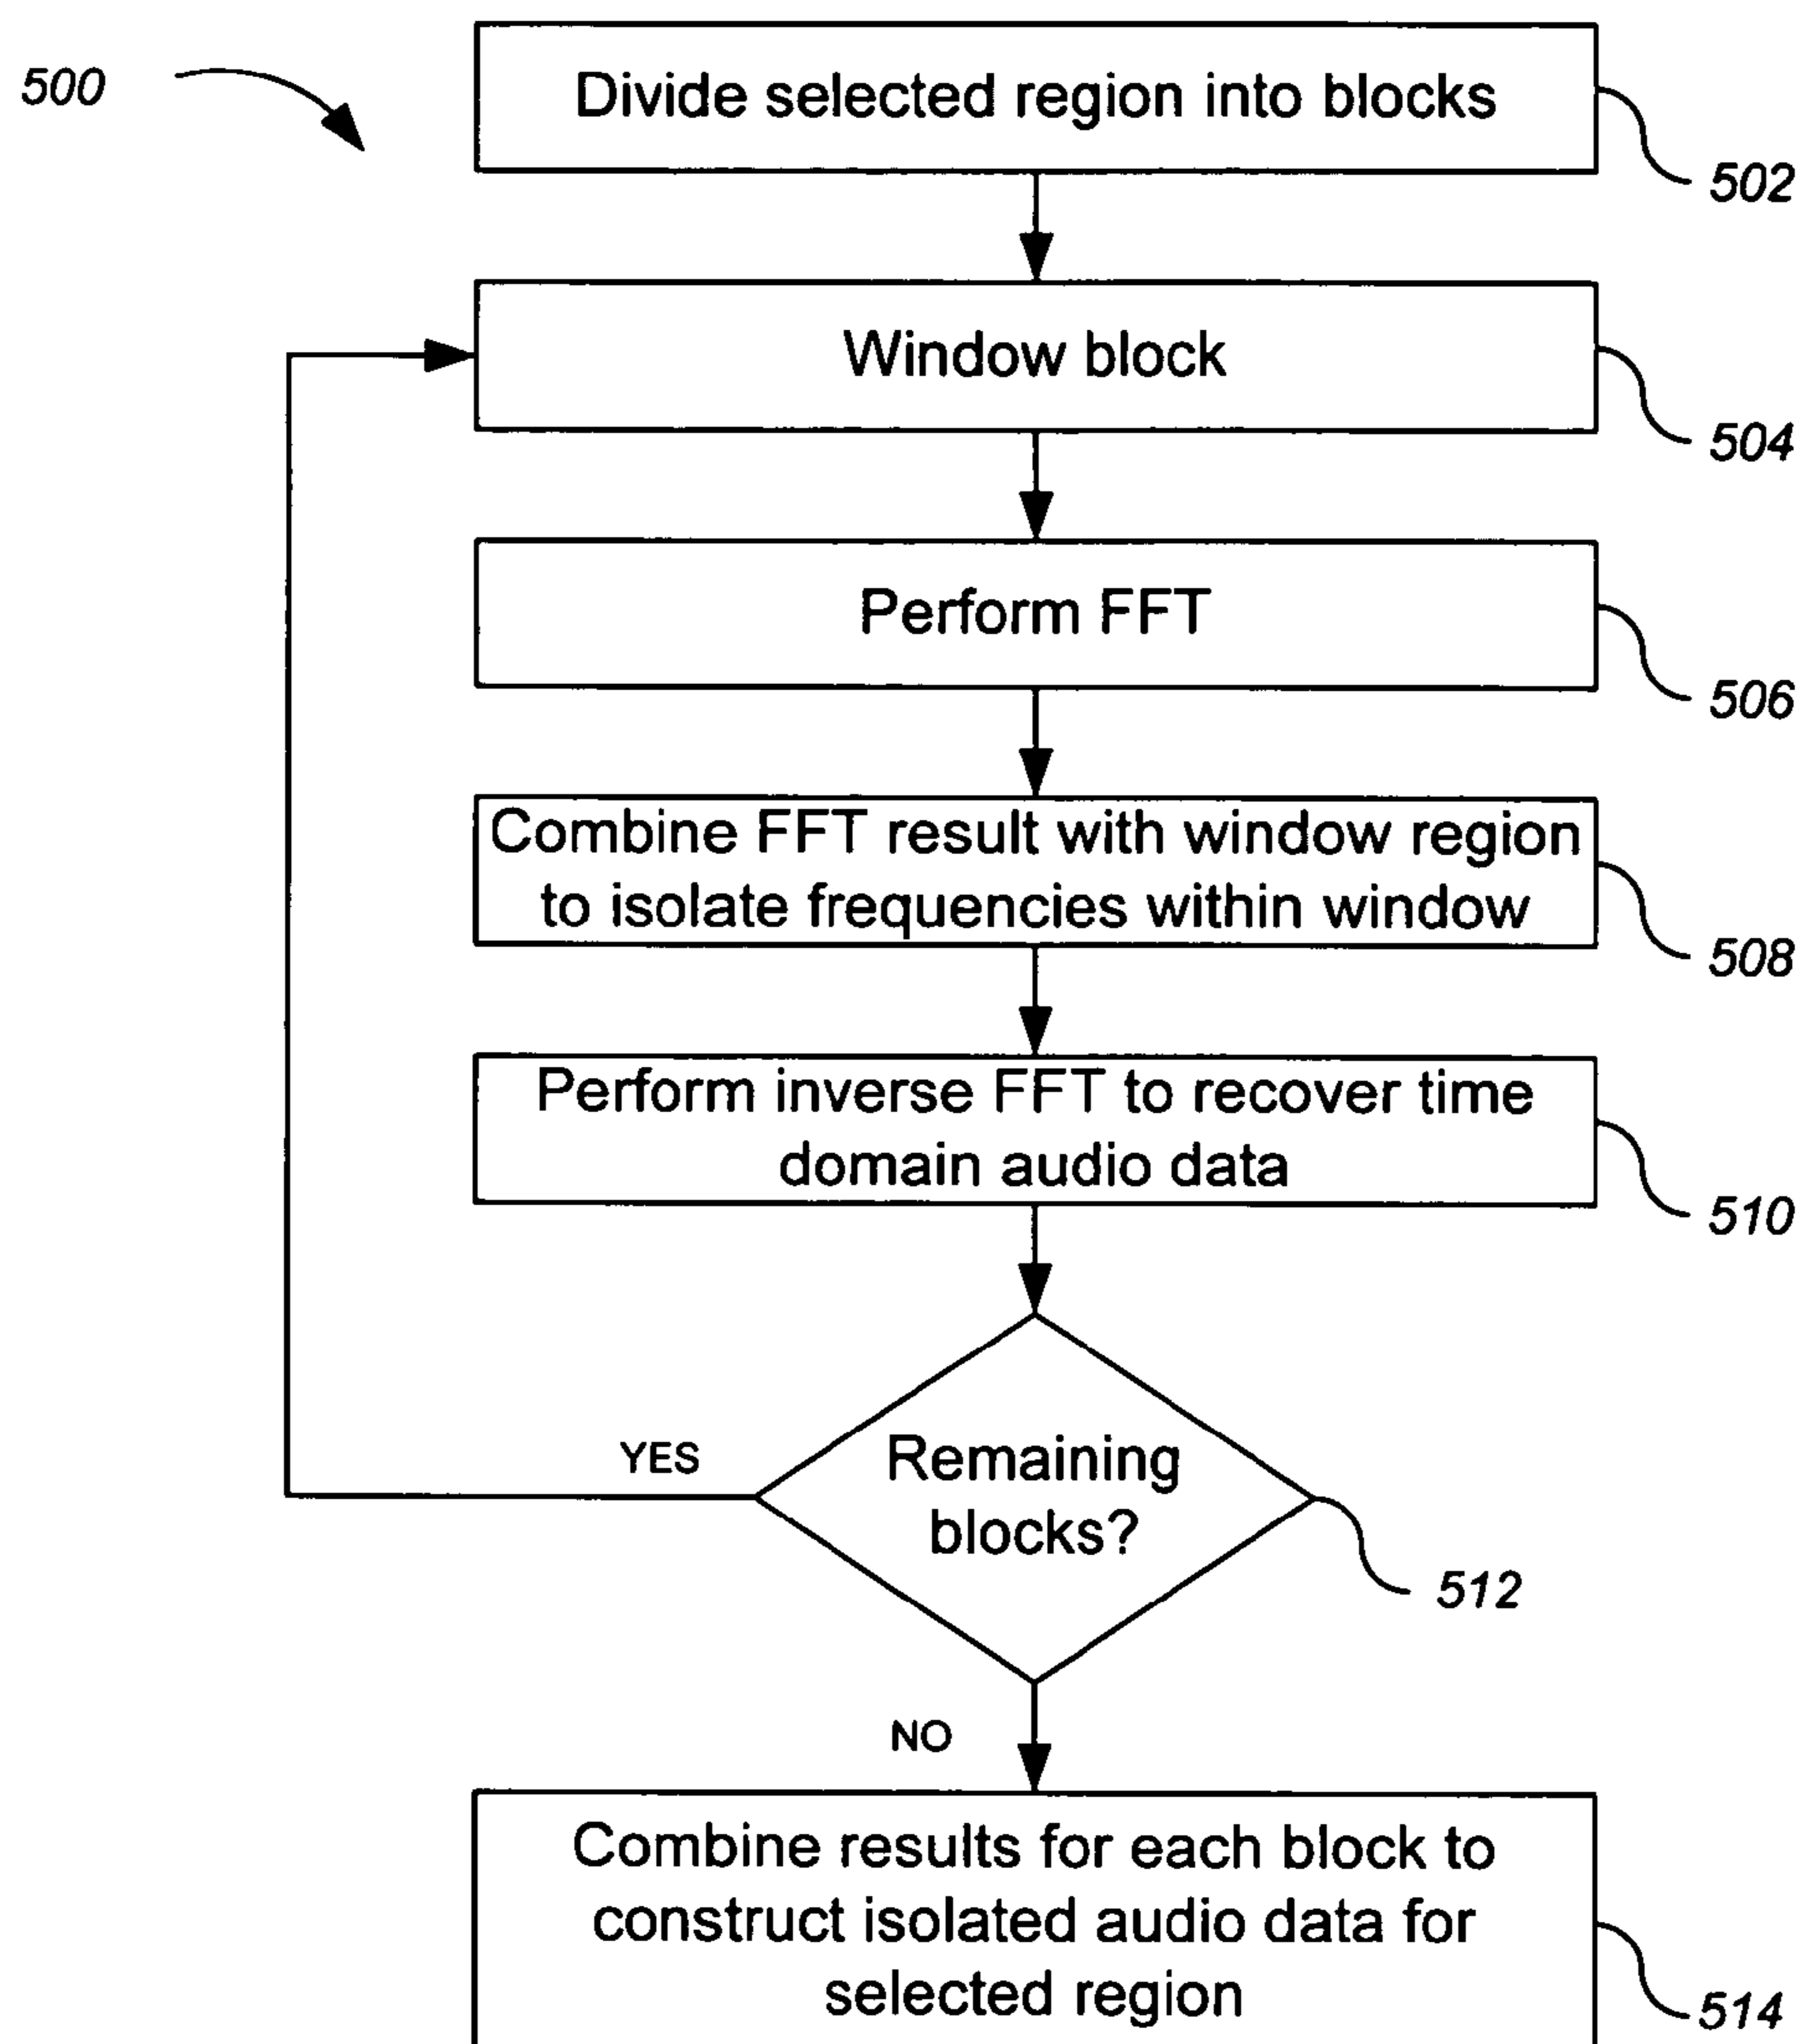 500
Divide selected region into blocks
502
Window block
504
Perform FFT
506
Combine FFT result with window region
to isolate frequencies within window
508
Perform inverse FFT to recover time
domain audio data
510
YES
Remaining
blocks?
512
NO
Combine results for each block to
construct isolated audio data for
selected region
514